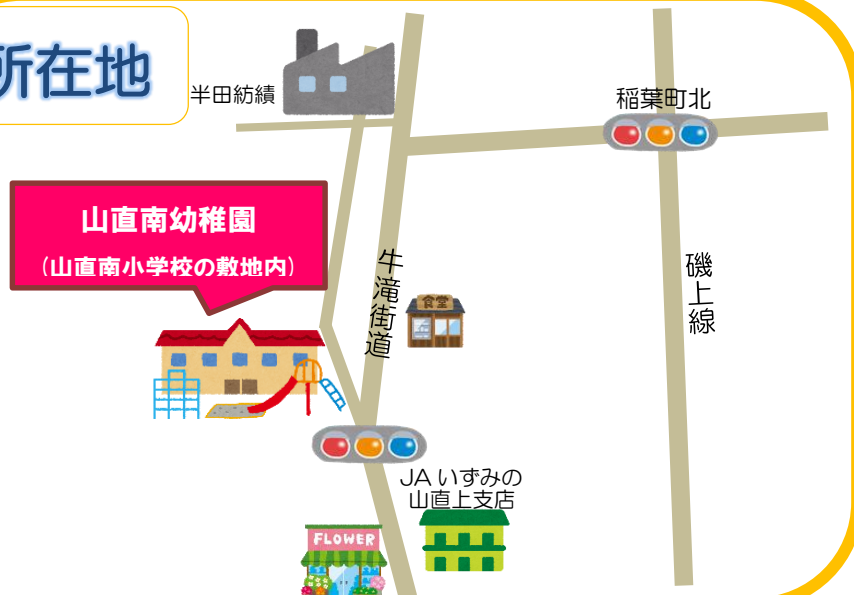 所在地
半田紡績
稲葉町北
山直南幼稚園
（山直南小学校の敷地内）
牛滝街道
磯上線
食堂
JAいずみの
山直上支店
FLOWER